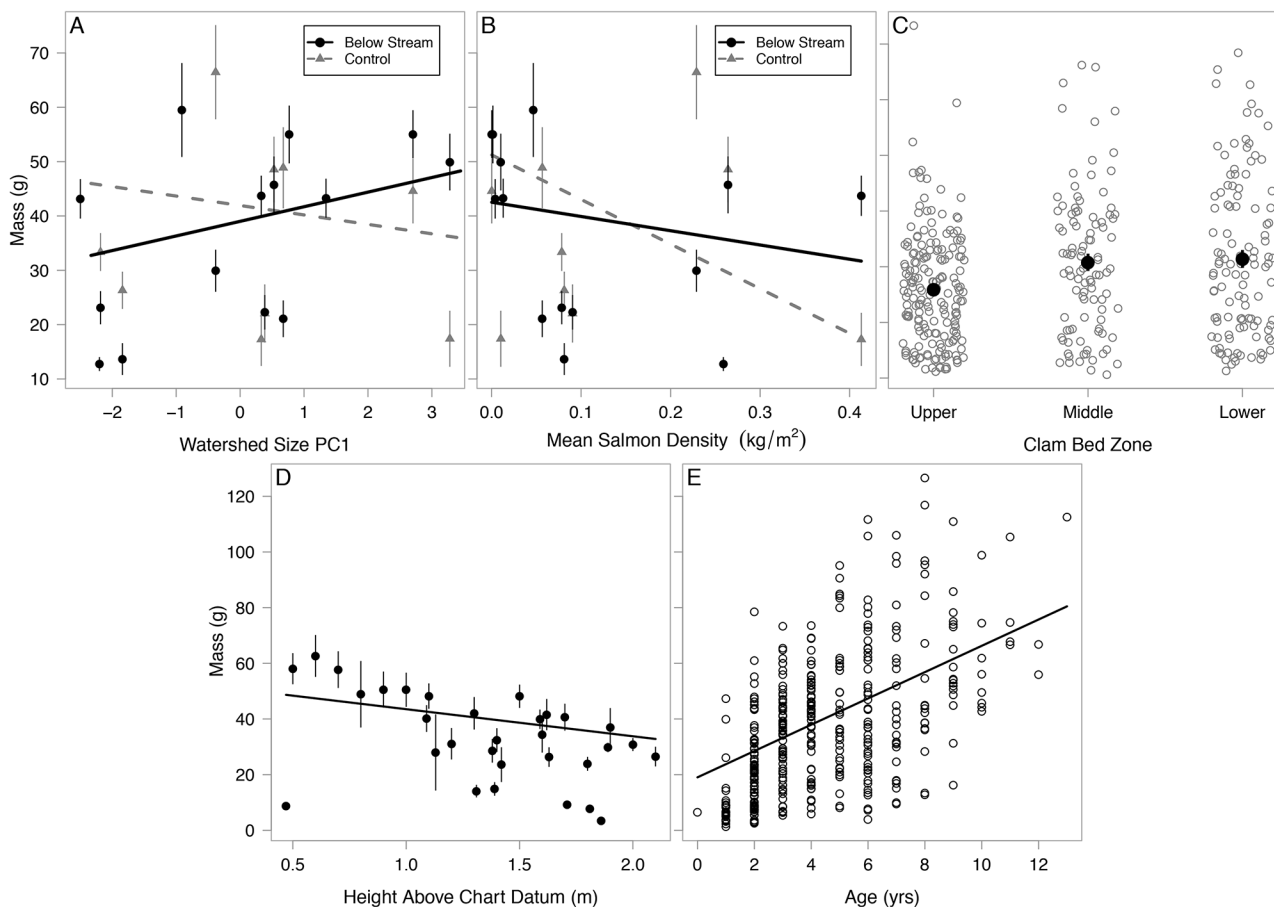 A
B
C
Below Stream
Control
Below Stream
Control
Mass (g)
70
60
50
40
30
20
10
−2
−1
0
1
2
3
0.0
0.1
0.2
0.3
0.4
Upper
Middle
Lower
Watershed Size PC1
Mean Salmon Density (kg/m²)
Clam Bed Zone
D
E
Mass (g)
120
100
80
60
40
20
0
0.5
1.0
1.5
2.0
0
2
4
6
8
10
12
Height Above Chart Datum (m)
Age (yrs)